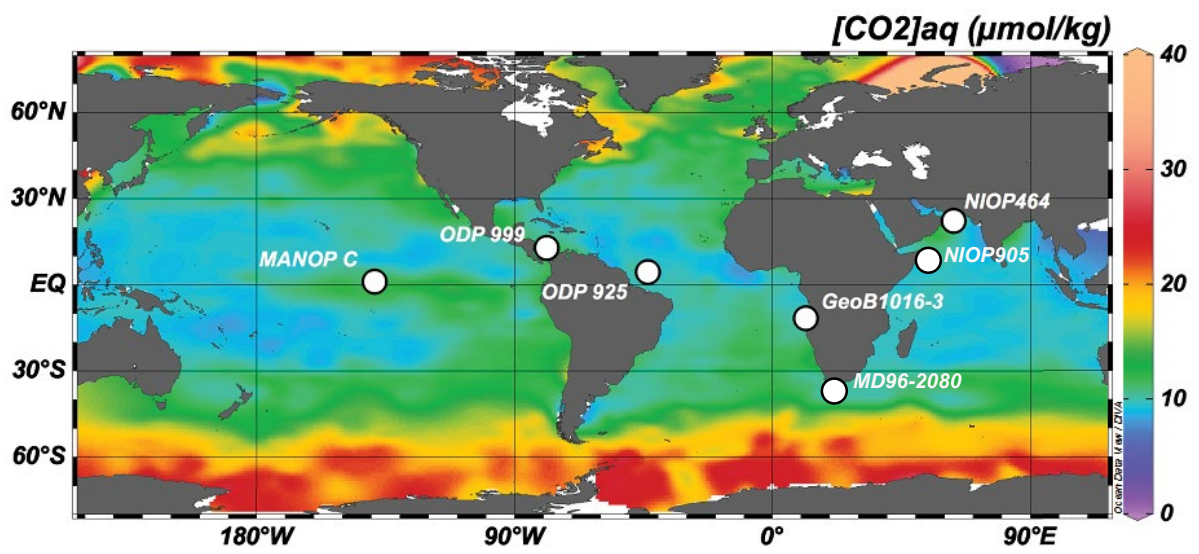 [CO2]aq (µmol/kg)
40
60°N
30
30°N
NIOP464
ODP 999
MANOP C
NIOP905
20
EQ
ODP 925
GeoB1016-3
30°S
MD96-2080
10
60°S
Ocean Data View / DIVA
0
180°W
90°W
0°
90°E